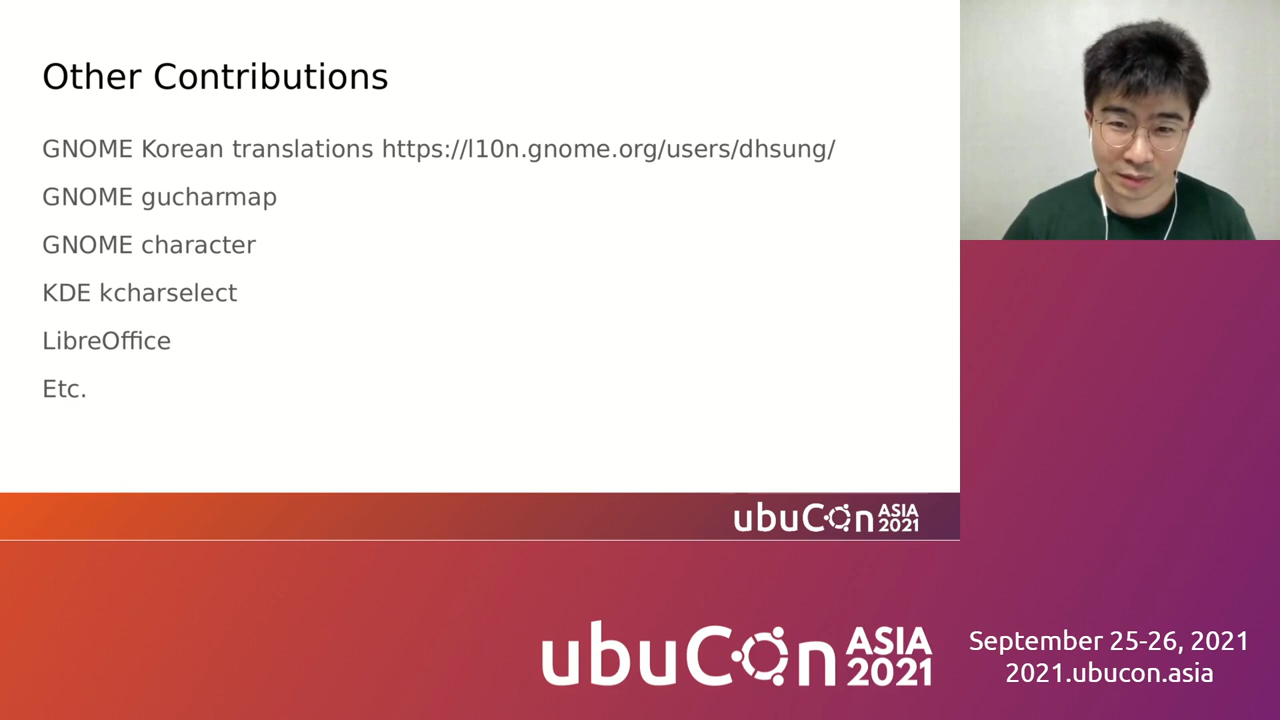 Other Contributions
GNOME Korean translations https://l10n.gnome.org/users/dhsung/
GNOME gucharmap
GNOME character
KDE kcharselect
LibreOffice
Etc.
ubuCon ASIA 2021
ubuCon ASIA 2021
September 25-26, 2021
2021.ubucon.asia